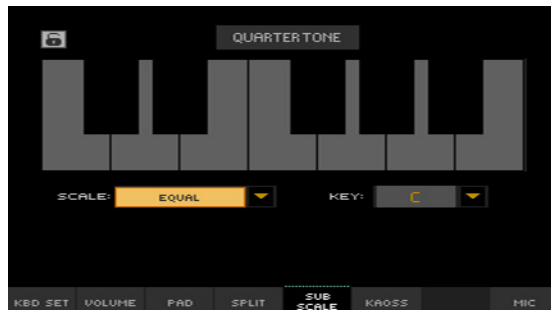 QUARTERTONE
SCALE: EQUAL KEY: C
KBD SET VOLUME PAD SPLIT SUB SCALE KAOSS MIC